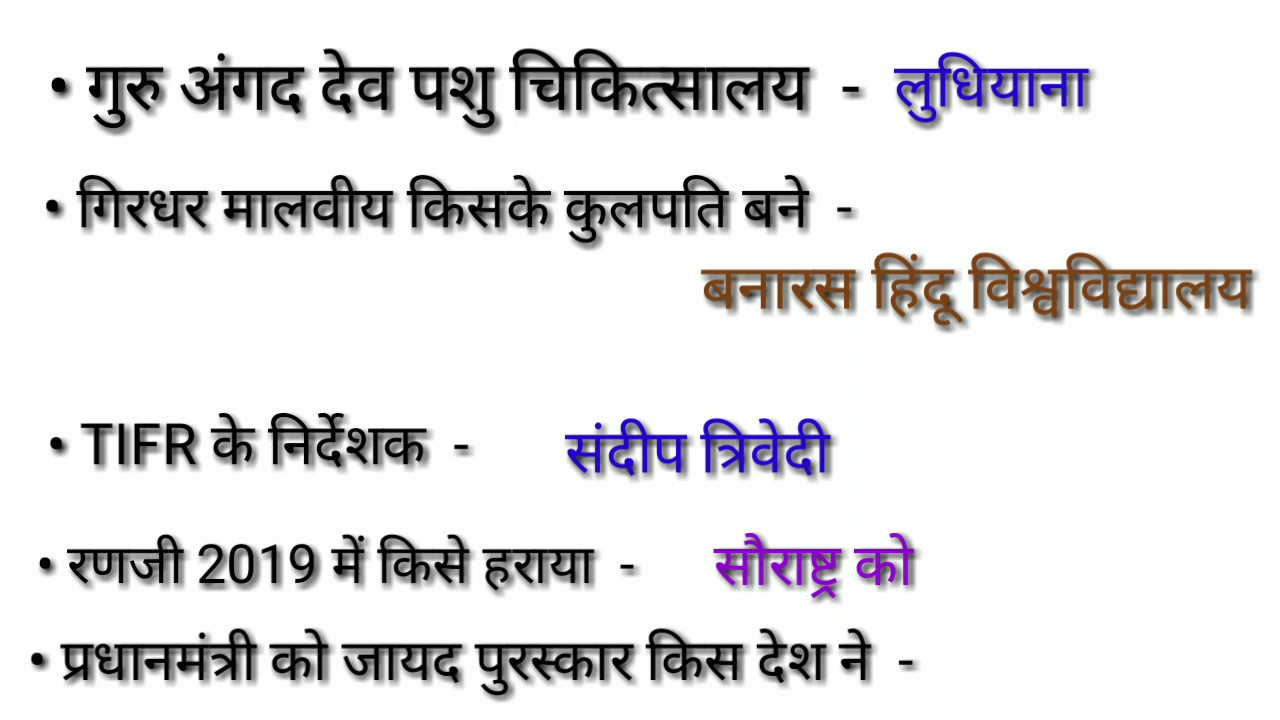 • गुरु अंगद देव पशु चिकित्सालय - लुधियाना
• गिरधर मालवीय किसके कुलपति बने -
बनारस हिंदू विश्वविद्यालय
• TIFR के निर्देशक - संदीप त्रिवेदी
• रणजी 2019 में किसे हराया - सौराष्ट्र को
• प्रधानमंत्री को जायद पुरस्कार किस देश ने -